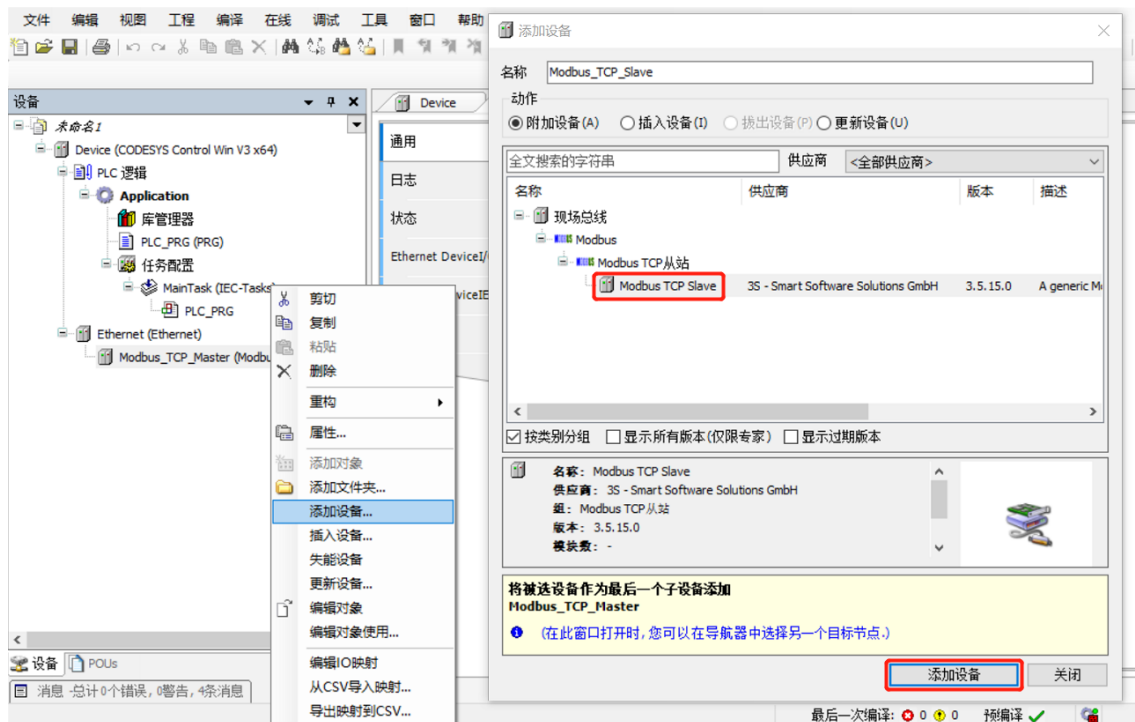 文件 编辑 视图 工程 编译 在线 调试 工具 窗口 帮助
设备
未命名1
Device (CODESYS Control Win V3 x64)
PLC 逻辑
Application
库管理器
PLC_PRG (PRG)
任务配置
MainTask (IEC-Tasks)
PLC_PRG
Ethernet (Ethernet)
Modbus_TCP_Master (Modbu
设备 POUs
消息 -总计0个错误, 0警告, 4条消息
Device
通用
日志
状态
Ethernet DeviceI/
viceIE
剪切
复制
粘贴
删除
重构
属性...
添加对象
添加文件夹...
添加设备...
插入设备...
失能设备
更新设备...
编辑对象
编辑对象使用...
编辑IO映射
从CSV导入映射...
导出映射到CSV...
添加设备
名称 Modbus_TCP_Slave
动作
附加设备(A) 插入设备(I) 拔出设备(P) 更新设备(U)
全文搜索的字符串 供应商 <全部供应商>
名称 供应商 版本 描述
现场总线
Modbus
Modbus TCP从站
Modbus TCP Slave 3S - Smart Software Solutions GmbH 3.5.15.0 A generic M
按类别分组 显示所有版本(仅限专家) 显示过期版本
名称: Modbus TCP Slave
供应商: 3S - Smart Software Solutions GmbH
组: Modbus TCP从站
版本: 3.5.15.0
模块数: -
将被选设备作为最后一个子设备添加
Modbus_TCP_Master
(在此窗口打开时, 您可以在导航器中选择另一个目标节点.)
添加设备 关闭
最后一次编译: 0 0 预编译